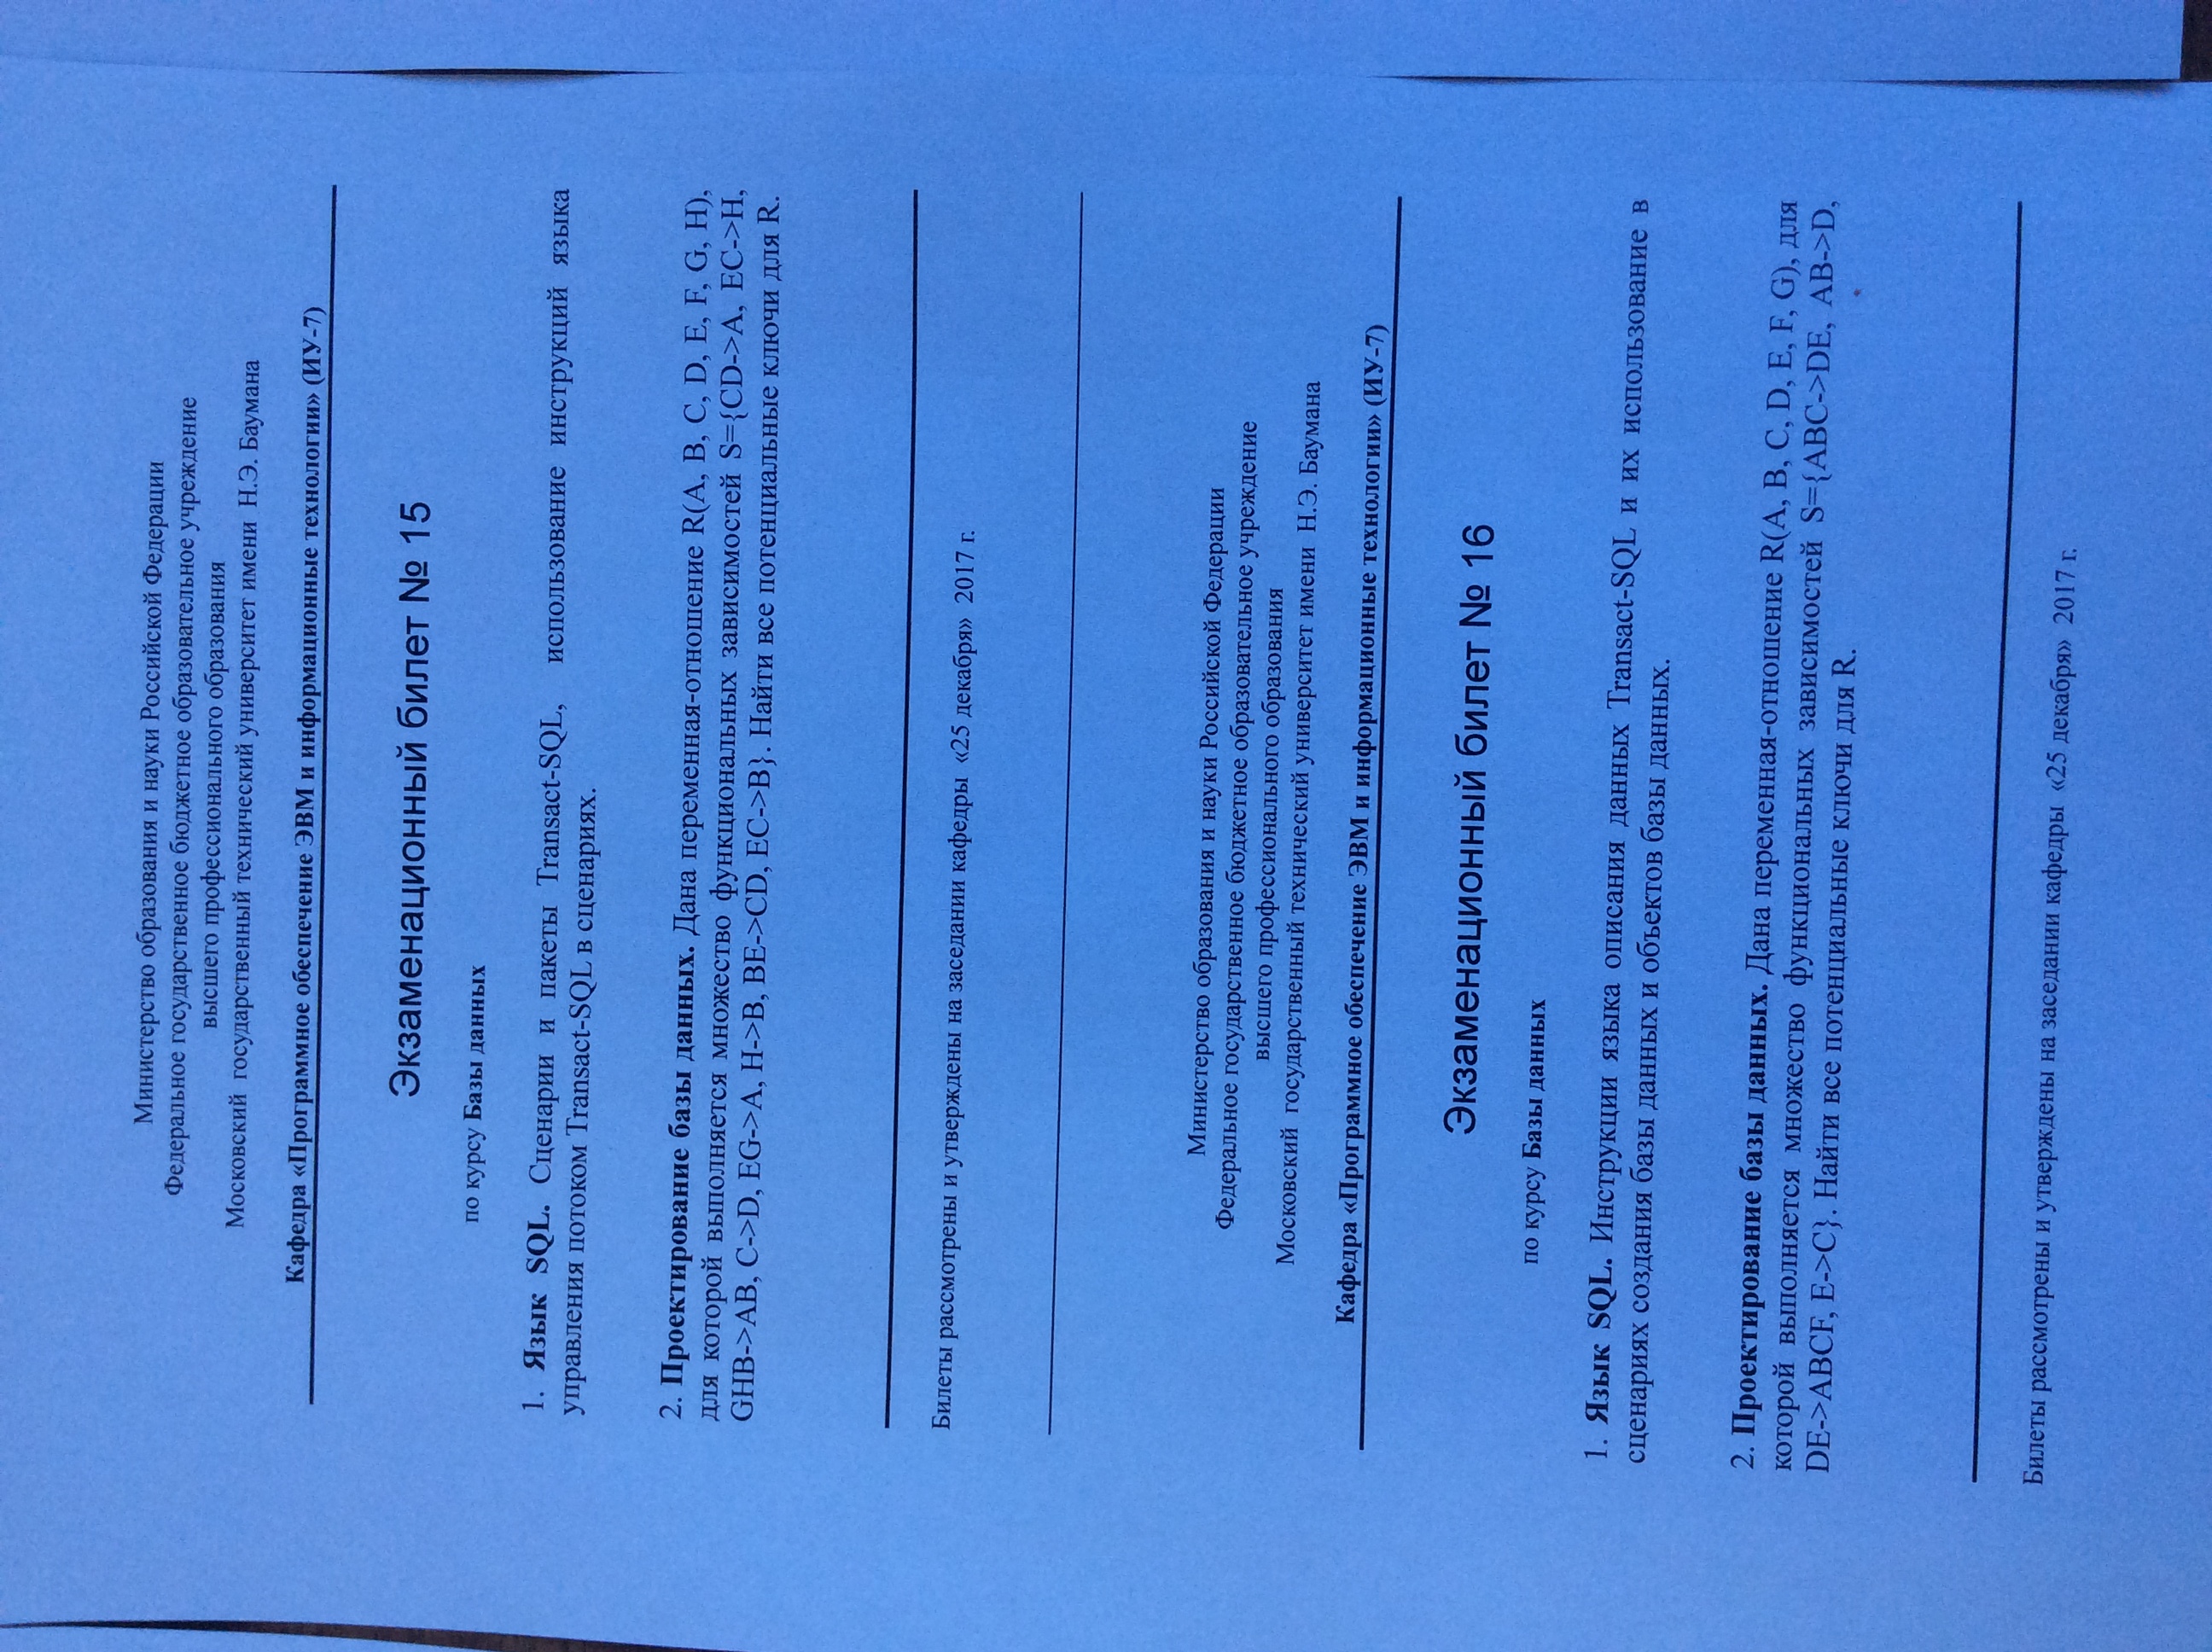 Министерство образования и науки Российской Федерации
Федеральное государственное бюджетное образовательное учреждение
высшего профессионального образования
Московский государственный технический университет имени Н.Э. Баумана
Кафедра «Программное обеспечение ЭВМ и информационные технологии» (ИУ-7)
Экзаменационный билет № 15
по курсу Базы данных
1. Язык SQL. Сценарии и пакеты Transact-SQL, использование инструкций языка
управления потоком Transact-SQL в сценариях.
2. Проектирование базы данных. Дана переменная-отношение R(A, B, C, D, E, F, G, H),
для которой выполняется множество функциональных зависимостей S={CD->A, EC->H,
GHB->AB, C->D, EG->A, H->B, BE->CD, EC->B}. Найти все потенциальные ключи для R.
Билеты рассмотрены и утверждены на заседании кафедры «25 декабря» 2017 г.
Министерство образования и науки Российской Федерации
Федеральное государственное бюджетное образовательное учреждение
высшего профессионального образования
Московский государственный технический университет имени Н.Э. Баумана
Кафедра «Программное обеспечение ЭВМ и информационные технологии» (ИУ-7)
Экзаменационный билет № 16
по курсу Базы данных
1. Язык SQL. Инструкции языка описания данных Transact-SQL и их использование в
сценариях создания базы данных и объектов базы данных.
2. Проектирование базы данных. Дана переменная-отношение R(A, B, C, D, E, F, G), для
которой выполняется множество функциональных зависимостей S={ABC->DE, AB->D,
DE->ABCF, E->C}. Найти все потенциальные ключи для R.
Билеты рассмотрены и утверждены на заседании кафедры «25 декабря» 2017 г.